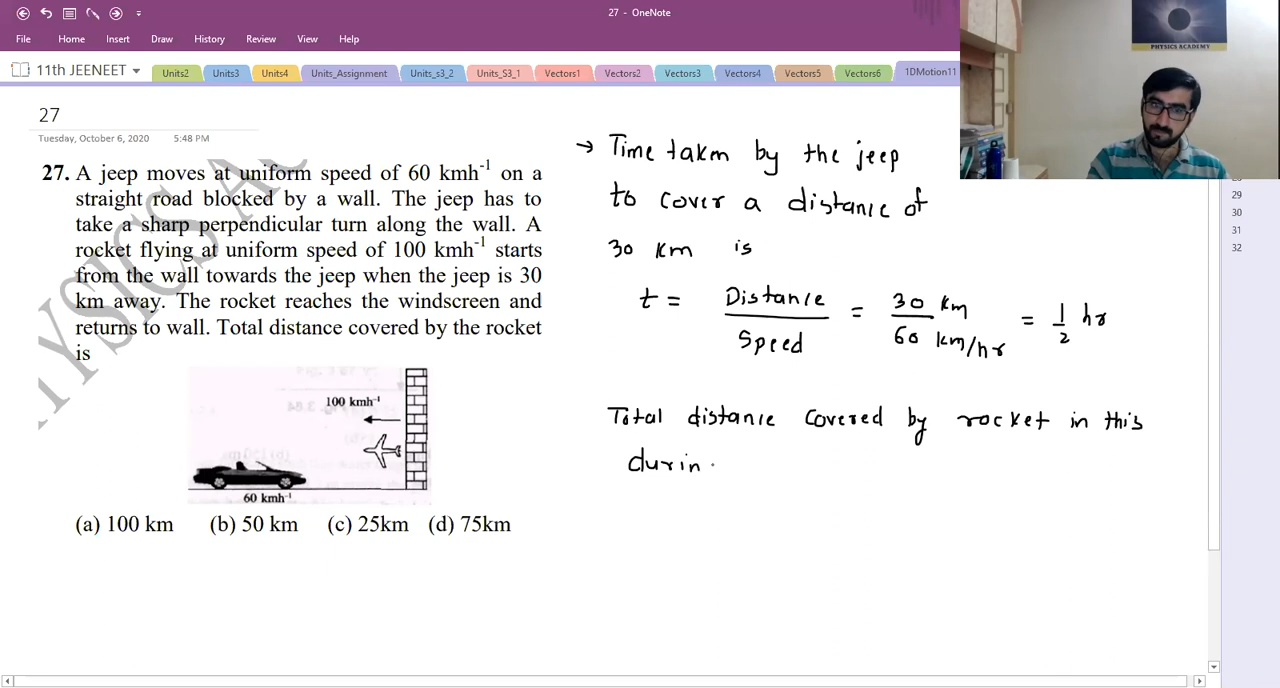 27 - OneNote
File Home Insert Draw History Review View Help
11th JEENEET
Units2 Units3 Units4 Units_Assignment Units_s3_2 Units_S3_1 Vectors1 Vectors2 Vectors3 Vectors4 Vectors5 Vectors6 1DMotion11
PHYSICS ACADEMY
27
Tuesday, October 6, 2020 5:48 PM
27. A jeep moves at uniform speed of 60 kmh⁻¹ on a
straight road blocked by a wall. The jeep has to
take a sharp perpendicular turn along the wall. A
rocket flying at uniform speed of 100 kmh⁻¹ starts
from the wall towards the jeep when the jeep is 30
km away. The rocket reaches the windscreen and
returns to wall. Total distance covered by the rocket
is
100 kmh⁻¹
60 kmh⁻¹
(a) 100 km (b) 50 km (c) 25km (d) 75km
→ Time taken by the jeep
to cover a distance of
30 km is
t = Distance / Speed = 30 km / 60 km/hr = 1/2 hr
Total distance covered by rocket in this
durin
29
30
31
32